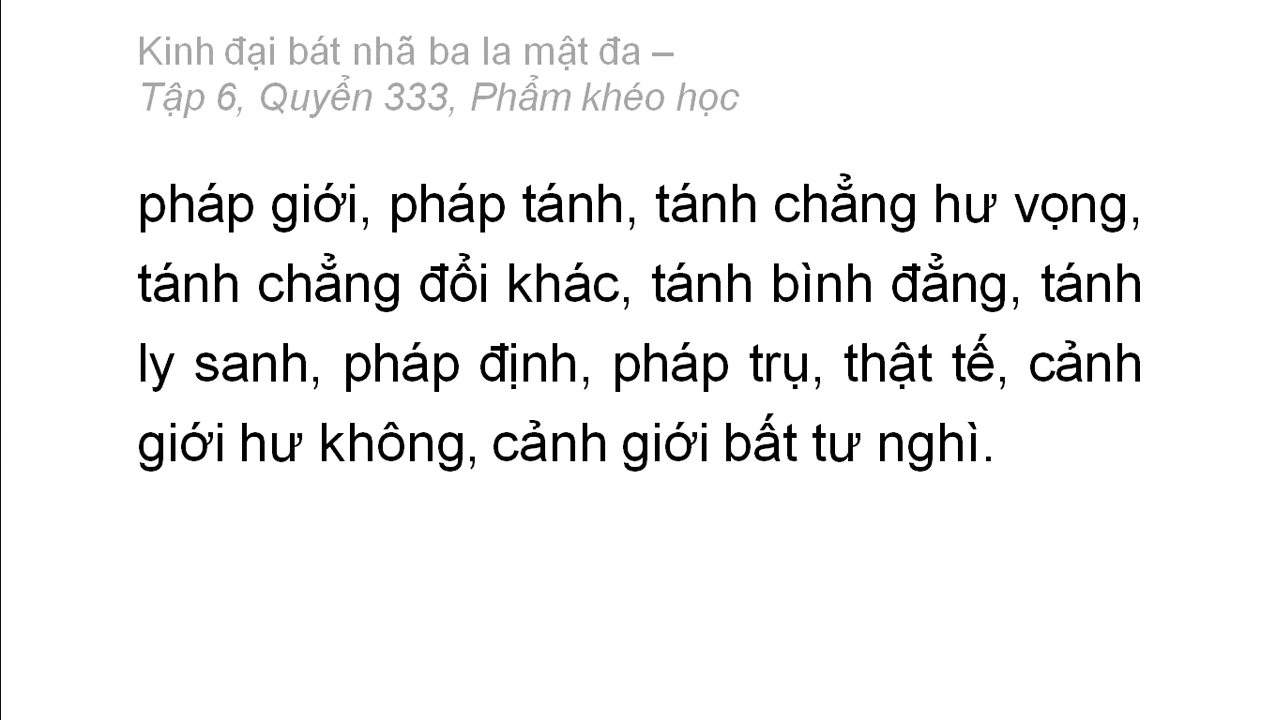 Kinh đại bát nhã ba la mật đa –
Tập 6, Quyển 333, Phẩm khéo học
pháp giới, pháp tánh, tánh chẳng hư vọng,
tánh chẳng đổi khác, tánh bình đẳng, tánh
ly sanh, pháp định, pháp trụ, thật tế, cảnh
giới hư không, cảnh giới bất tư nghì.